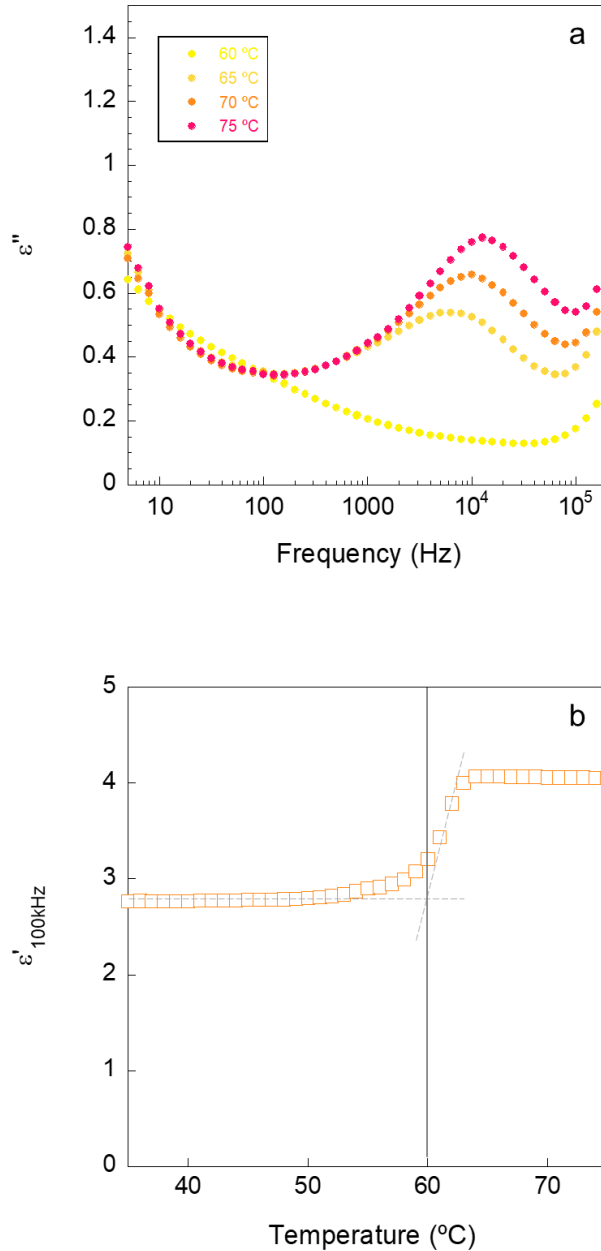 a
1.4
1.2
1
0.8
0.6
0.4
0.2
0
ε"
60 ºC
65 ºC
70 ºC
75 ºC
10
100
1000
10⁴
10⁵
Frequency (Hz)
b
5
4
3
2
1
0
ε'100kHz
40
50
60
70
Temperature (ºC)